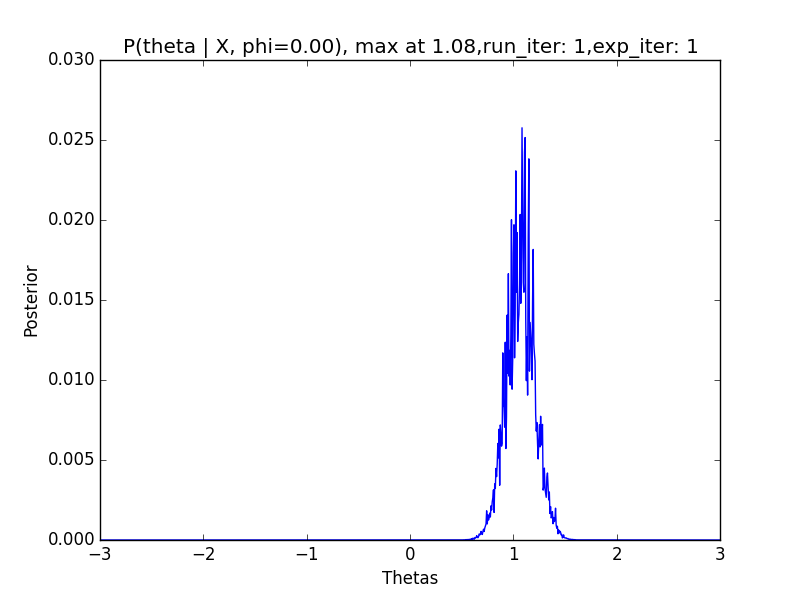 P(theta | X, phi=0.00), max at 1.08,run_iter: 1,exp_iter: 1
0.030
0.025
0.020
0.015
0.010
0.005
0.000
Posterior
−3 −2 −1 0 1 2 3
Thetas